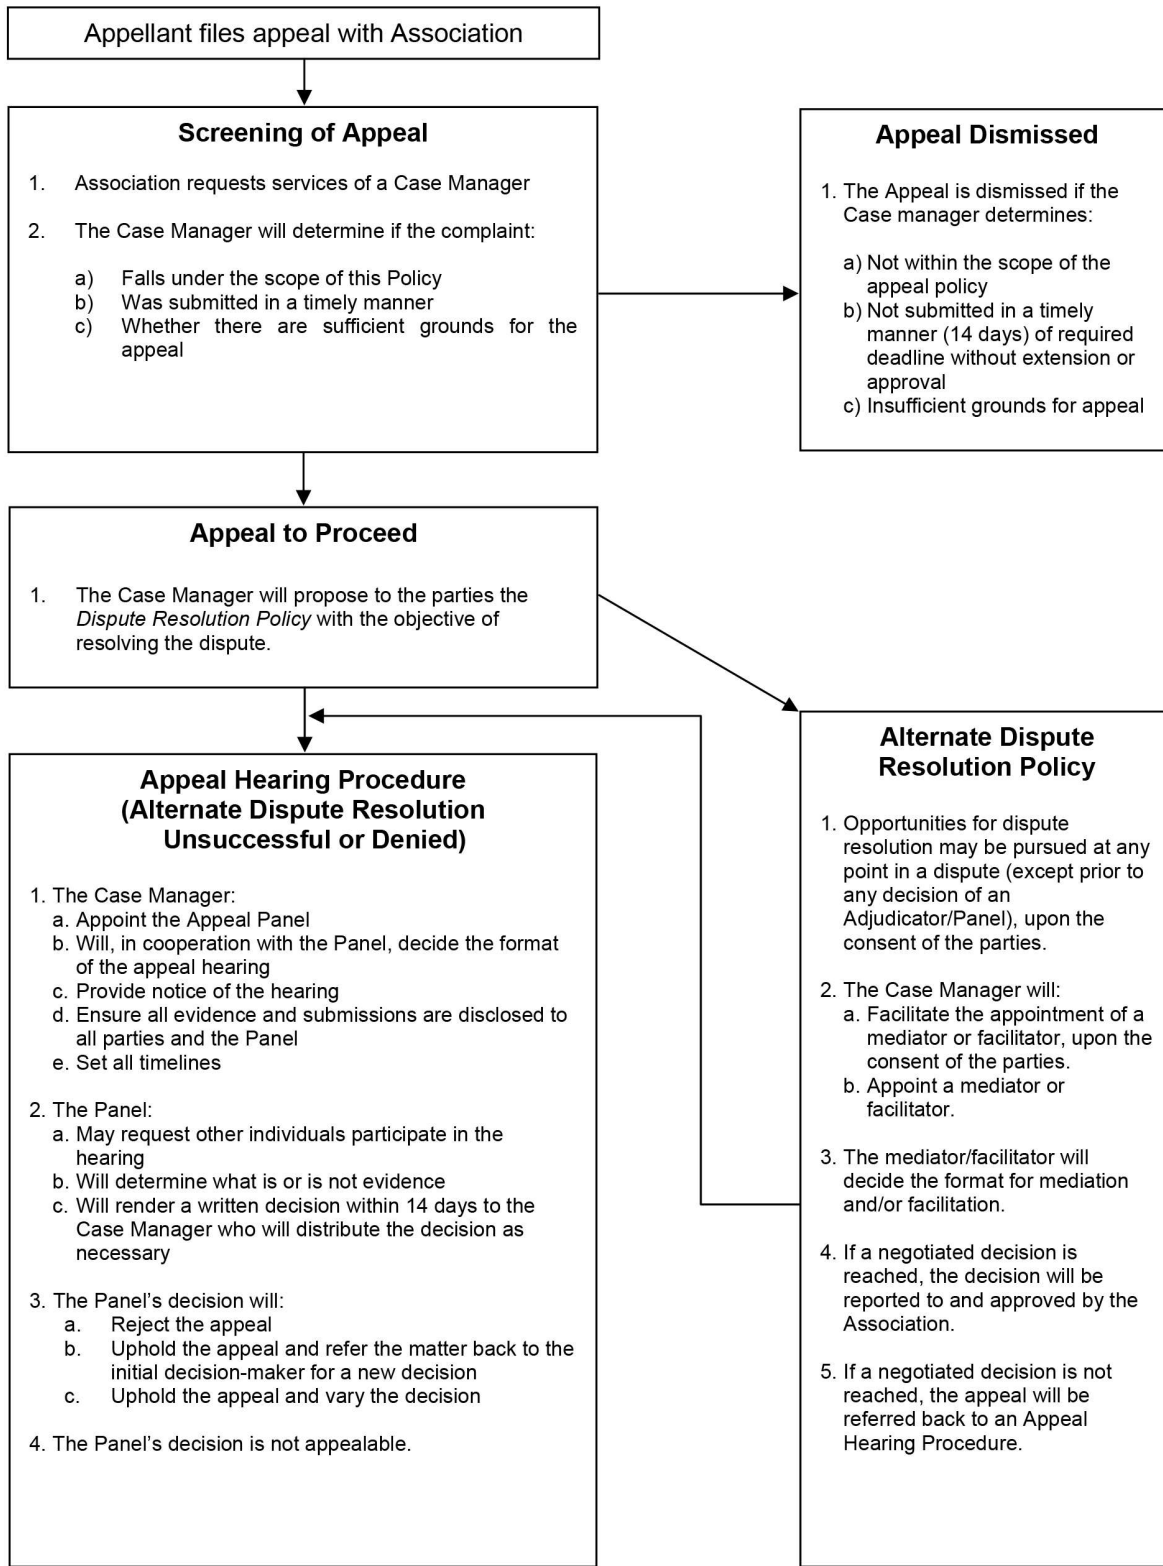 Appellant files appeal with Association
Screening of Appeal
1. Association requests services of a Case Manager
2. The Case Manager will determine if the complaint:
a) Falls under the scope of this Policy
b) Was submitted in a timely manner
c) Whether there are sufficient grounds for the
appeal
Appeal Dismissed
1. The Appeal is dismissed if the
Case manager determines:
a) Not within the scope of the
appeal policy
b) Not submitted in a timely
manner (14 days) of required
deadline without extension or
approval
c) Insufficient grounds for appeal
Appeal to Proceed
1. The Case Manager will propose to the parties the
Dispute Resolution Policy with the objective of
resolving the dispute.
Appeal Hearing Procedure
(Alternate Dispute Resolution
Unsuccessful or Denied)
1. The Case Manager:
a. Appoint the Appeal Panel
b. Will, in cooperation with the Panel, decide the format
of the appeal hearing
c. Provide notice of the hearing
d. Ensure all evidence and submissions are disclosed to
all parties and the Panel
e. Set all timelines
2. The Panel:
a. May request other individuals participate in the
hearing
b. Will determine what is or is not evidence
c. Will render a written decision within 14 days to the
Case Manager who will distribute the decision as
necessary
3. The Panel's decision will:
a. Reject the appeal
b. Uphold the appeal and refer the matter back to the
initial decision-maker for a new decision
c. Uphold the appeal and vary the decision
4. The Panel's decision is not appealable.
Alternate Dispute
Resolution Policy
1. Opportunities for dispute
resolution may be pursued at any
point in a dispute (except prior to
any decision of an
Adjudicator/Panel), upon the
consent of the parties.
2. The Case Manager will:
a. Facilitate the appointment of a
mediator or facilitator, upon the
consent of the parties.
b. Appoint a mediator or
facilitator.
3. The mediator/facilitator will
decide the format for mediation
and/or facilitation.
4. If a negotiated decision is
reached, the decision will be
reported to and approved by the
Association.
5. If a negotiated decision is not
reached, the appeal will be
referred back to an Appeal
Hearing Procedure.